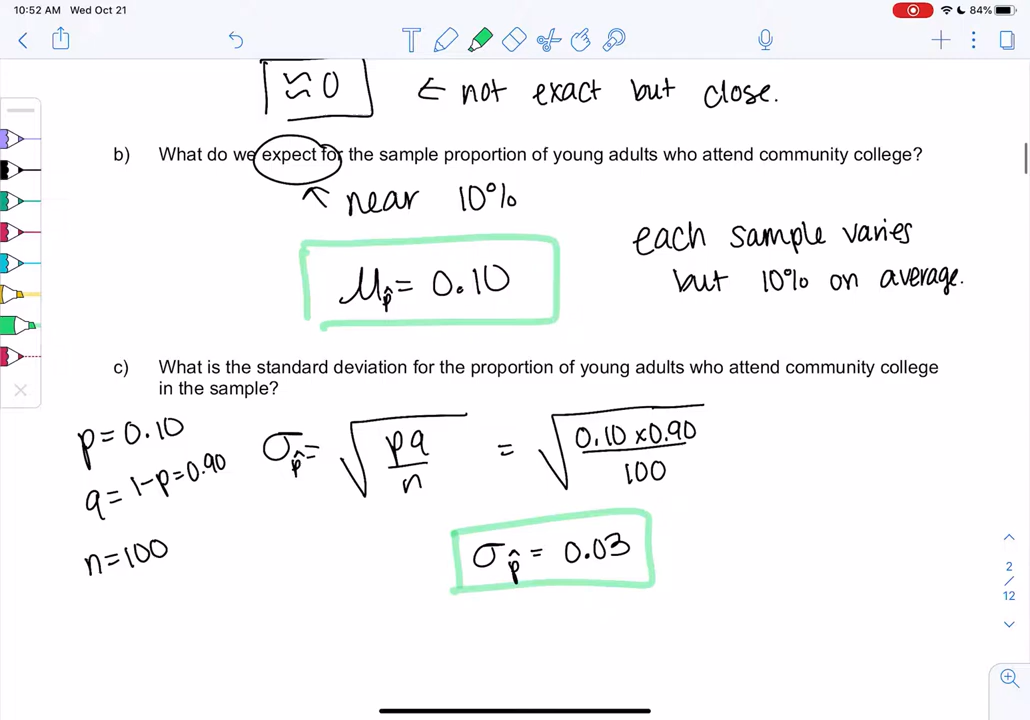 10:52 AM Wed Oct 21
84%
≈ 0 ← not exact but close.
b) What do we expect for the sample proportion of young adults who attend community college?
↑ near 10%
each sample varies
but 10% on average.
μp̂ = 0.10
c) What is the standard deviation for the proportion of young adults who attend community college
in the sample?
p = 0.10
q = 1-p = 0.90
n = 100
σp̂ = √(pq/n) = √(0.10 x 0.90/100)
σp̂ = 0.03
2
/
12